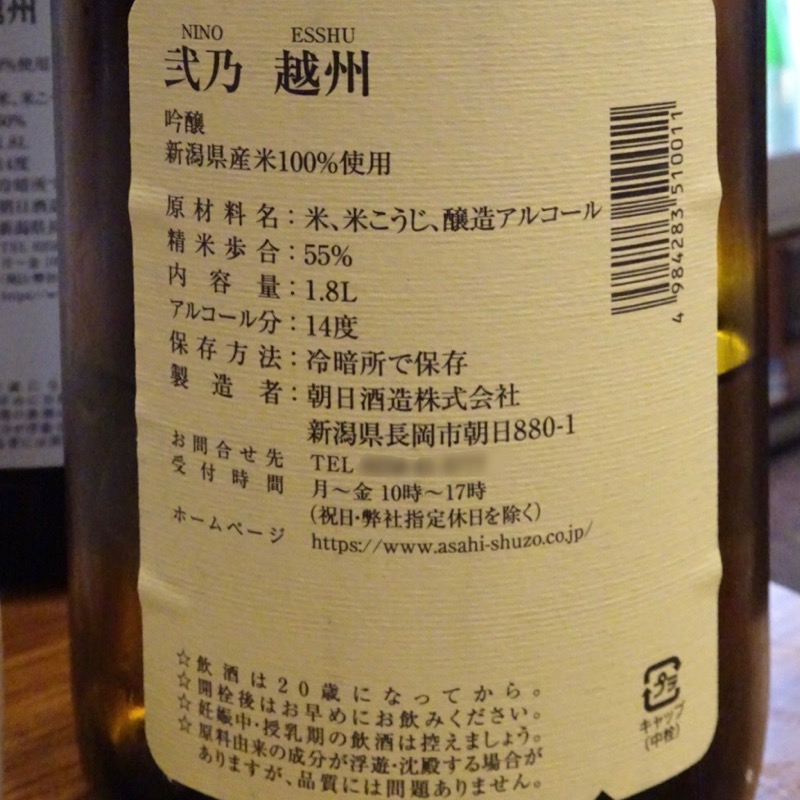 NINO ESSHU
弐乃 越州
吟醸
新潟県産米100%使用
原材料名：米、米こうじ、醸造アルコール
精米歩合：55%
内容量：1.8L
アルコール分：14度
保存方法：冷暗所で保存
製造者：朝日酒造株式会社
新潟県長岡市朝日880-1
お問合せ先 TEL
受付時間 月～金 10時～17時
（祝日・弊社指定休日を除く）
ホームページ https://www.asahi-shuzo.co.jp/
4 984283 510011
☆飲酒は20歳になってから。
☆開栓後はお早めにお飲みください。
☆妊娠中・授乳期の飲酒は控えましょう。
☆原料由来の成分が浮遊・沈殿する場合が
ありますが、品質には問題ありません。
プラ
キャップ
（中栓）